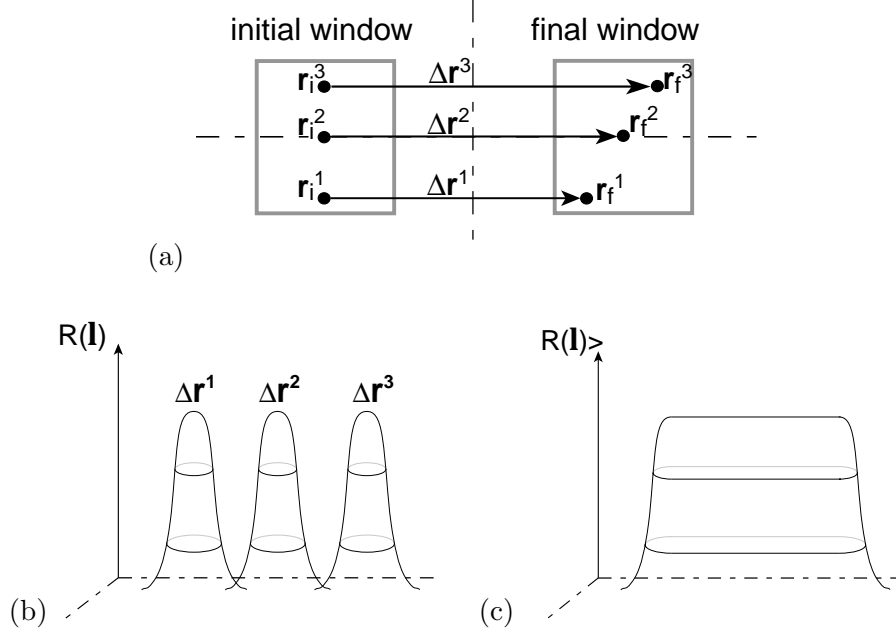 initial window final window
r_i^3 Δr^3 r_f^3
r_i^2 Δr^2 r_f^2
r_i^1 Δr^1 r_f^1
(a)
R(l) R(l)>
Δr^1 Δr^2 Δr^3
(b) (c)